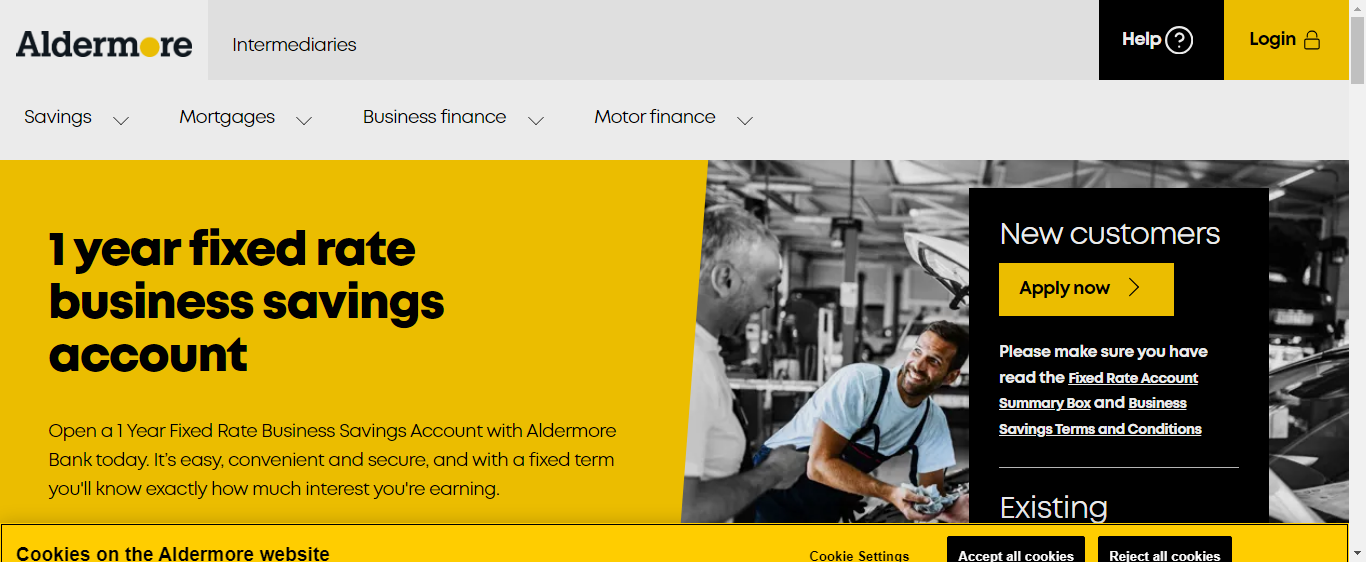 Aldermore
Intermediaries
Help ?
Login
Savings
Mortgages
Business finance
Motor finance
1 year fixed rate
business savings
account
Open a 1 Year Fixed Rate Business Savings Account with Aldermore
Bank today. It’s easy, convenient and secure, and with a fixed term
you'll know exactly how much interest you're earning.
New customers
Apply now
Please make sure you have
read the Fixed Rate Account
Summary Box and Business
Savings Terms and Conditions
Existing
Cookies on the Aldermore website
Cookie Settings
Accept all cookies
Reject all cookies